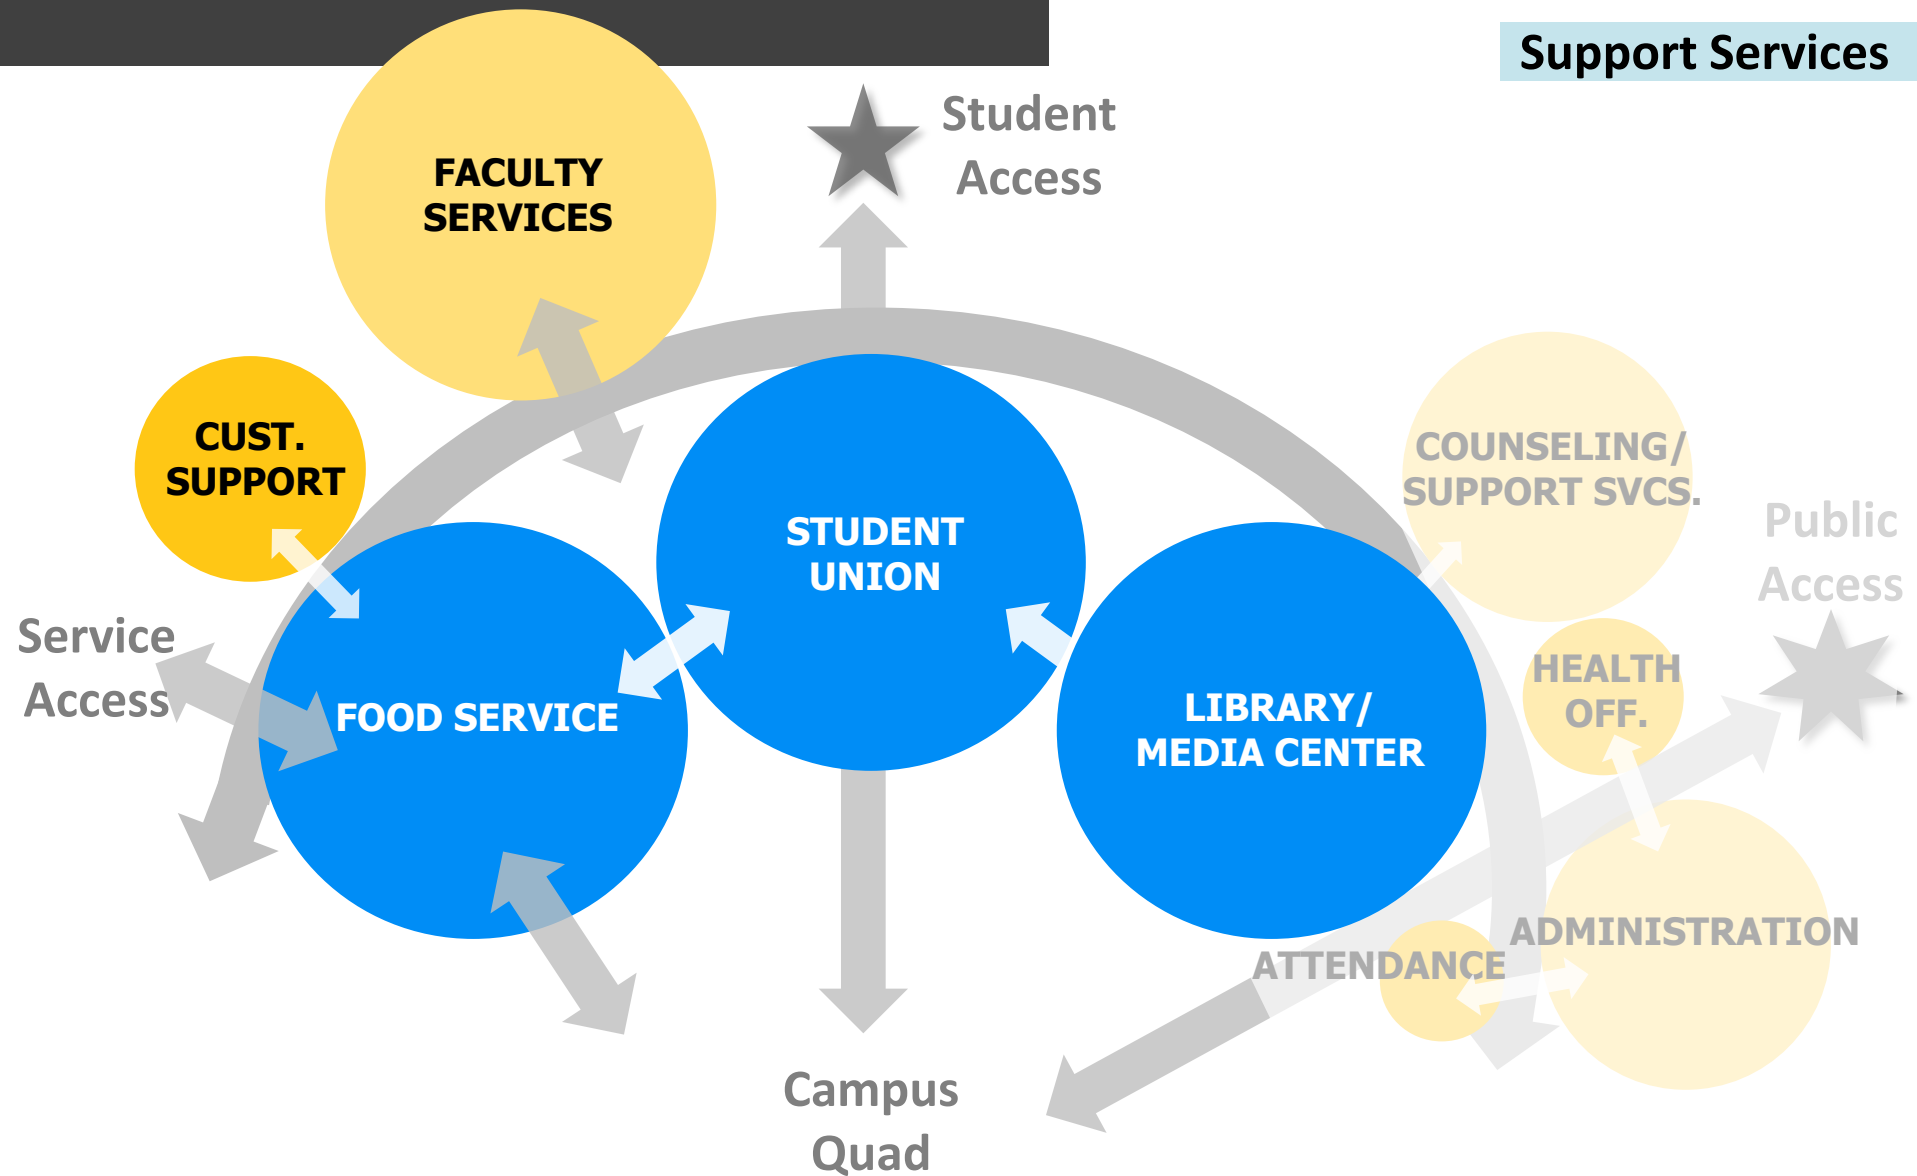 Support Services
Student
Access
FACULTY
SERVICES
CUST.
SUPPORT
COUNSELING/
SUPPORT SVCS.
Public
Access
STUDENT
UNION
Service
Access
FOOD SERVICE
LIBRARY/
MEDIA CENTER
HEALTH
OFF.
ADMINISTRATION
ATTENDANCE
Campus
Quad